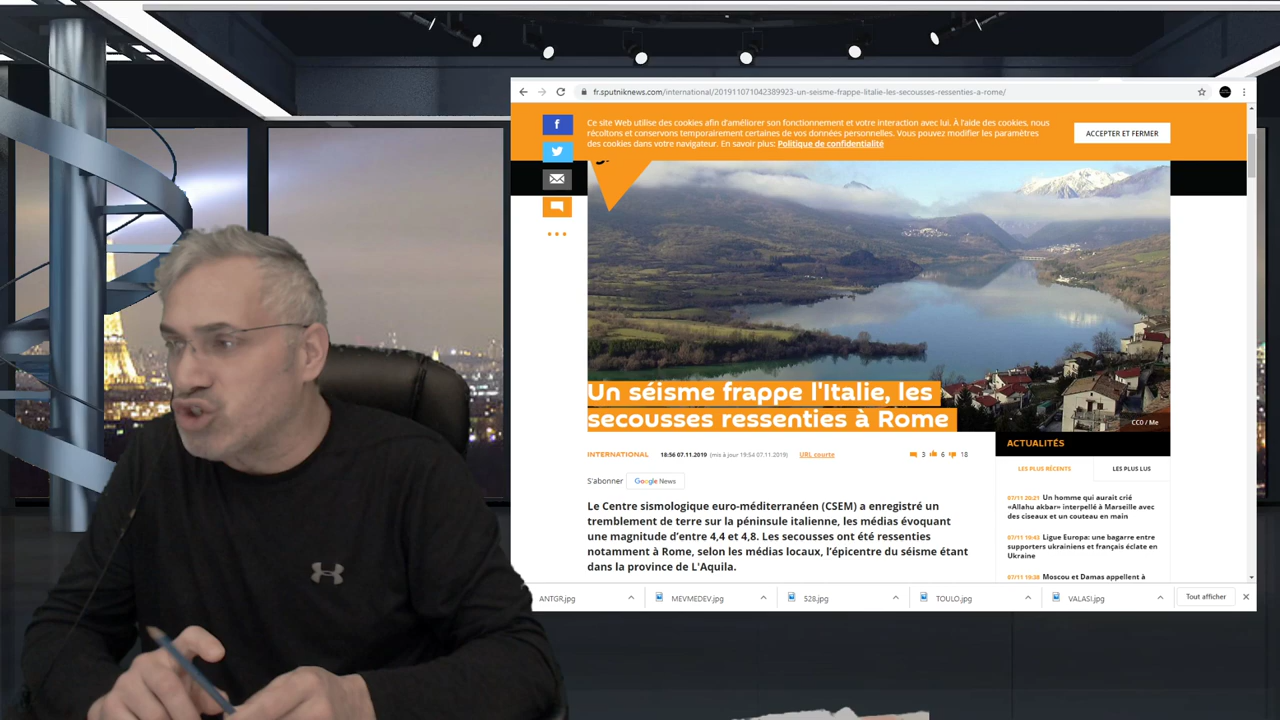 fr.sputniknews.com/international/201911071042389923-un-seisme-frappe-litalie-les-secousses-ressenties-a-rome/
Ce site Web utilise des cookies afin d'améliorer son fonctionnement et votre interaction avec lui. À l'aide des cookies, nous
récoltons et conservons temporairement certaines de vos données personnelles. Vous pouvez modifier les paramètres
des cookies dans votre navigateur. En savoir plus: Politique de confidentialité
ACCEPTER ET FERMER
CC0 / Me
Un séisme frappe l'Italie, les
secousses ressenties à Rome
INTERNATIONAL 18:56 07.11.2019 (mis à jour 19:54 07.11.2019) URL courte 3 6 18
S'abonner Google News
Le Centre sismologique euro-méditerranéen (CSEM) a enregistré un
tremblement de terre sur la péninsule italienne, les médias évoquant
une magnitude d'entre 4,4 et 4,8. Les secousses ont été ressenties
notamment à Rome, selon les médias locaux, l'épicentre du séisme étant
dans la province de L'Aquila.
ACTUALITÉS
LES PLUS RÉCENTS LES PLUS LUS
07/11 20:21 Un homme qui aurait crié
«Allahu akbar» interpellé à Marseille avec
des ciseaux et un couteau en main
07/11 19:43 Ligue Europa: une bagarre entre
supporters ukrainiens et français éclate en
Ukraine
07/11 19:38 Moscou et Damas appellent à
ANTGR.jpg MEVMEDEV.jpg 528.jpg TOULO.jpg VALASI.jpg Tout afficher